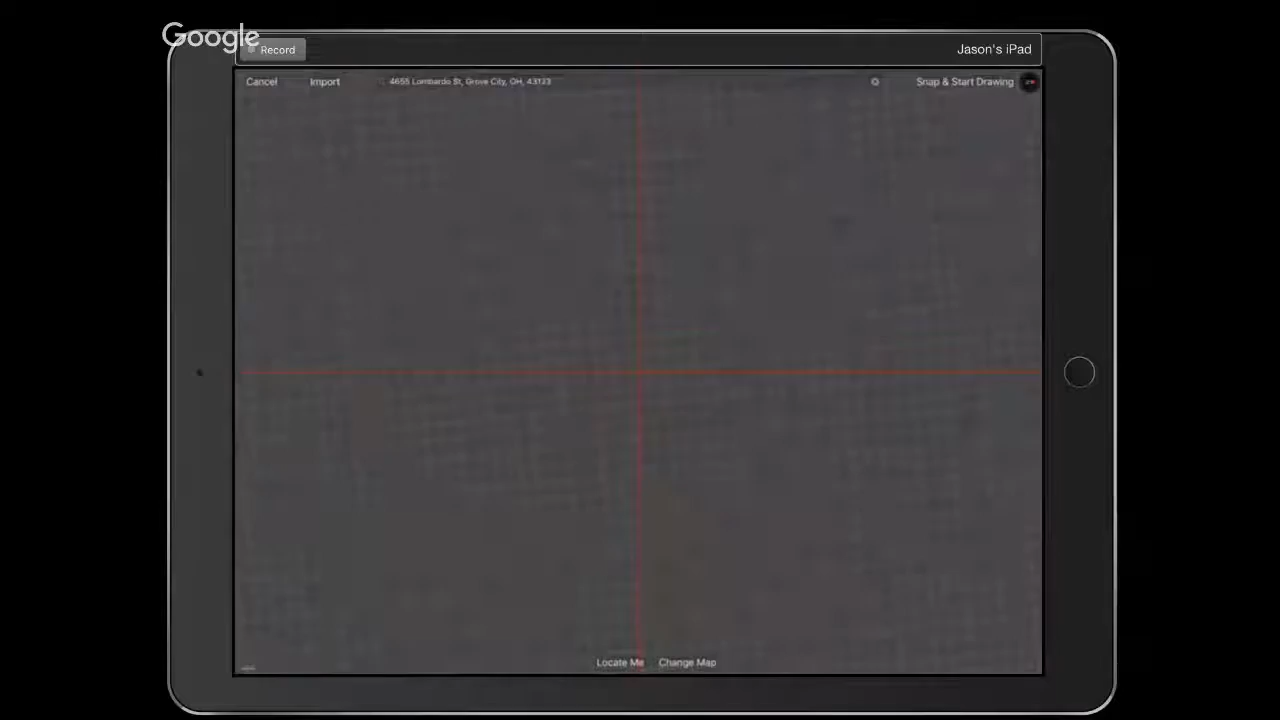 Google
Record
Jason's iPad
Cancel Import 4655 Lombardo St, Grove City, OH, 43123 Snap & Start Drawing
Locate Me Change Map